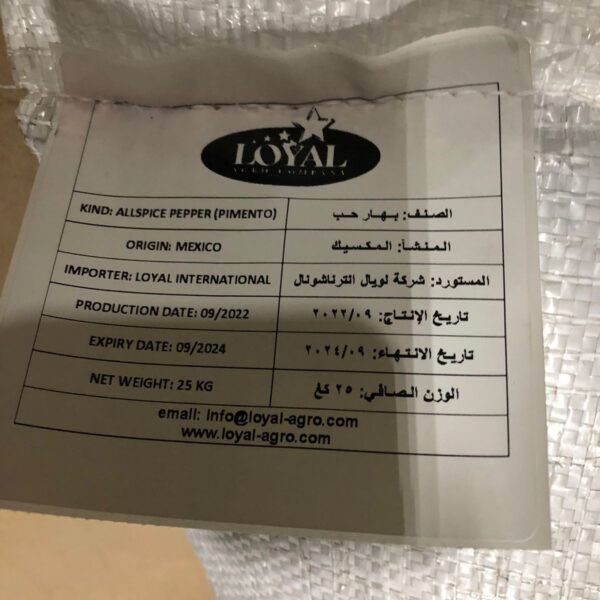 LOYAL
AGRO COMPANY
KIND: ALLSPICE PEPPER (PIMENTO) الصنف: بهار حب
ORIGIN: MEXICO المنشأ: المكسيك
IMPORTER: LOYAL INTERNATIONAL المستورد: شركة لويال انترناشونال
PRODUCTION DATE: 09/2022 تاريخ الإنتاج: ٢٠٢٢/٠٩
EXPIRY DATE: 09/2024 تاريخ الانتهاء: ٢٠٢٤/٠٩
NET WEIGHT: 25 KG الوزن الصافي: ٢٥ كغ
email: info@loyal-agro.com
www.loyal-agro.com